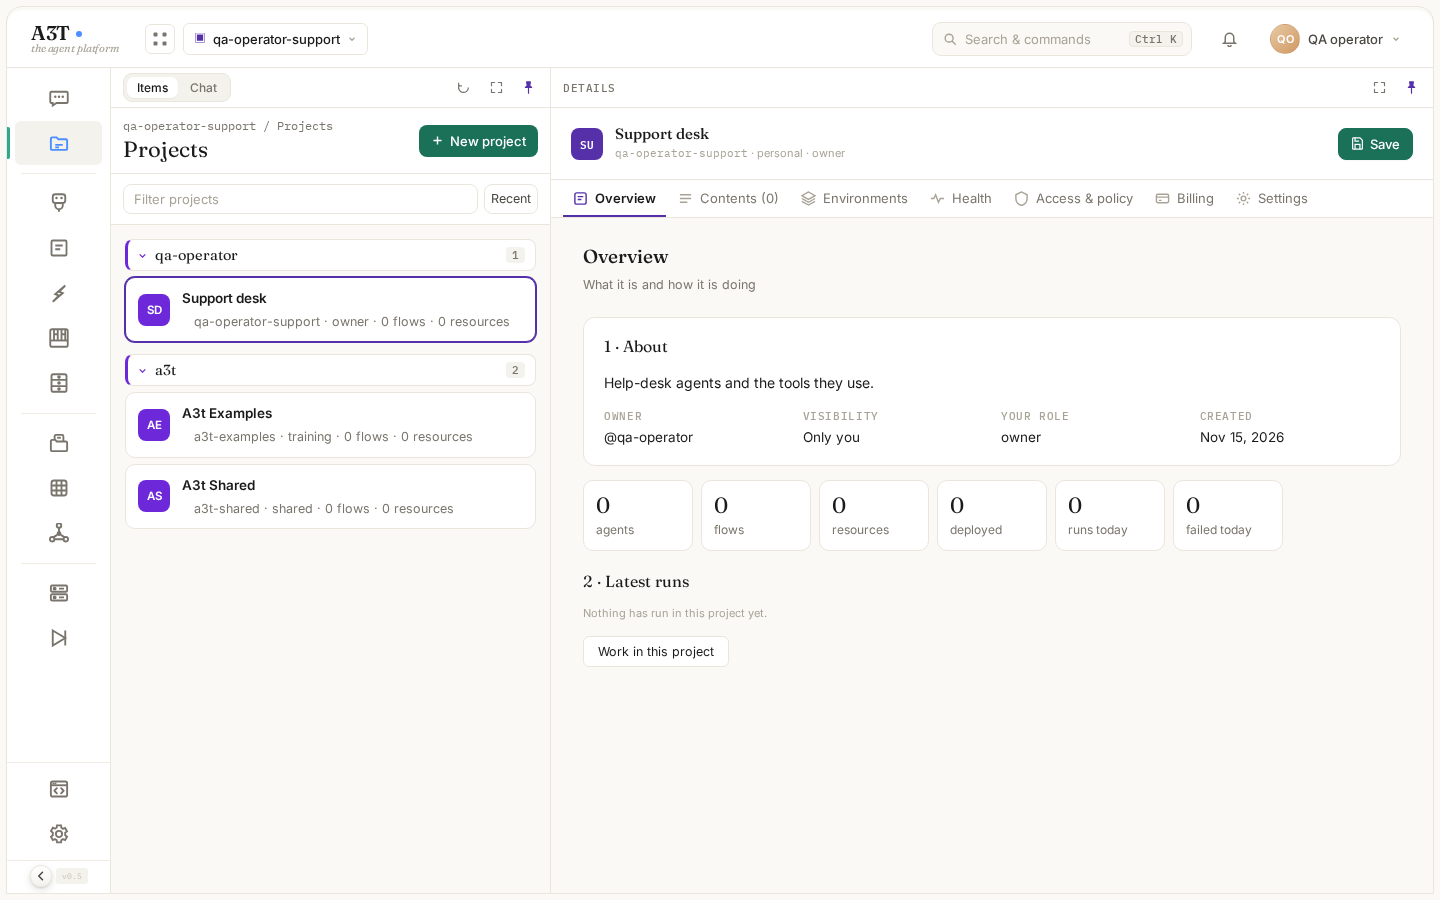 A3T
the agent platform
qa-operator-support
Search & commands
Ctrl K
QO
QA operator
Items
Chat
DETAILS
qa-operator-support / Projects
Projects
+ New project
SU
Support desk
qa-operator-support · personal · owner
Save
Filter projects
Recent
Overview
Contents (0)
Environments
Health
Access & policy
Billing
Settings
qa-operator
1
SD
Support desk
qa-operator-support · owner · 0 flows · 0 resources
a3t
2
AE
A3t Examples
a3t-examples · training · 0 flows · 0 resources
AS
A3t Shared
a3t-shared · shared · 0 flows · 0 resources
Overview
What it is and how it is doing
1 · About
Help-desk agents and the tools they use.
OWNER
VISIBILITY
YOUR ROLE
CREATED
@qa-operator
Only you
owner
Nov 15, 2026
0
0
0
0
0
0
agents
flows
resources
deployed
runs today
failed today
2 · Latest runs
Nothing has run in this project yet.
Work in this project
v0.5